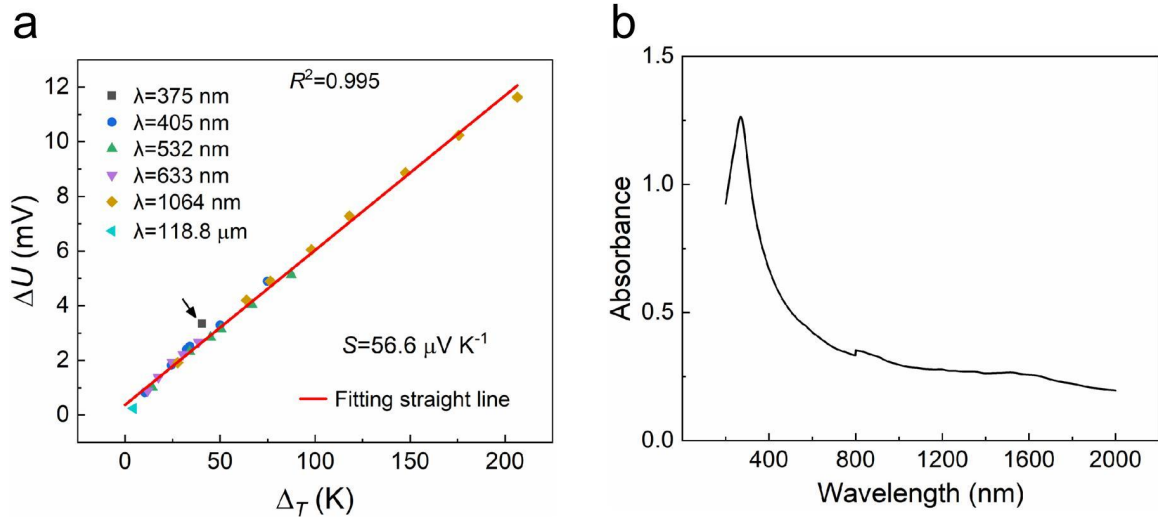 a
ΔU (mV)
12
10
8
6
4
2
0
R²=0.995
λ=375 nm
λ=405 nm
λ=532 nm
λ=633 nm
λ=1064 nm
λ=118.8 μm
S=56.6 μV K⁻¹
Fitting straight line
0 50 100 150 200
Δ_T (K)
b
Absorbance
1.5
1.0
0.5
0.0
400 800 1200 1600 2000
Wavelength (nm)